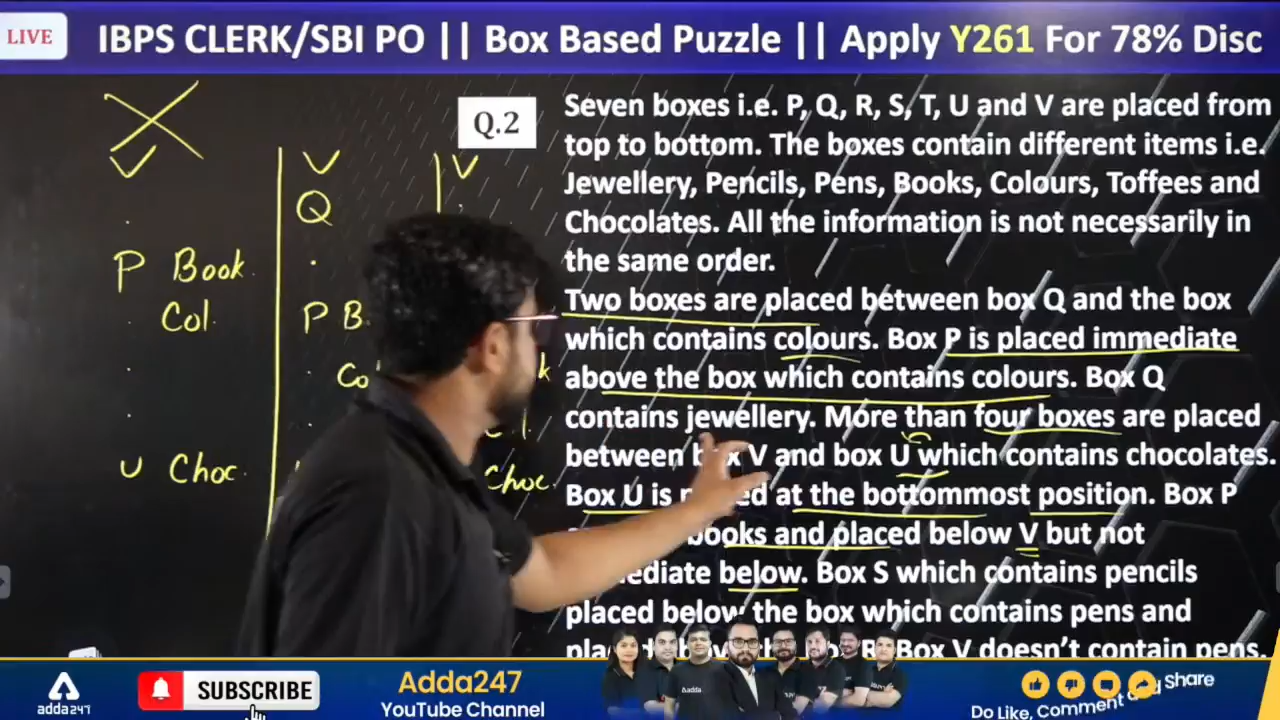 LIVE
IBPS CLERK/SBI PO || Box Based Puzzle || Apply Y261 For 78% Disc
Q.2
Seven boxes i.e. P, Q, R, S, T, U and V are placed from
top to bottom. The boxes contain different items i.e.
Jewellery, Pencils, Pens, Books, Colours, Toffees and
Chocolates. All the information is not necessarily in
the same order.
Two boxes are placed between box Q and the box
which contains colours. Box P is placed immediate
above the box which contains colours. Box Q
contains jewellery. More than four boxes are placed
between V and box U which contains chocolates.
Box U is at the bottommost position. Box P
books and placed below V but not
below. Box S which contains pencils
placed below the box which contains pens and
Box V doesn't contain pens.
V
P Book
Col.
U Choc.
V
Q
P B
Co
V
Choc.
adda247
SUBSCRIBE
Adda247
YouTube Channel
Do Like, Comment and Share